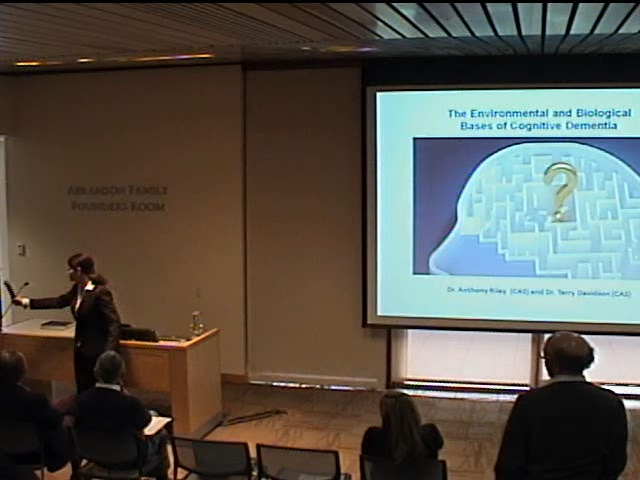 ABRAMSON FAMILY
FOUNDERS ROOM
The Environmental and Biological
Bases of Cognitive Dementia
?
Dr. Anthony Riley (CAS) and Dr. Terry Davidson (CAS)